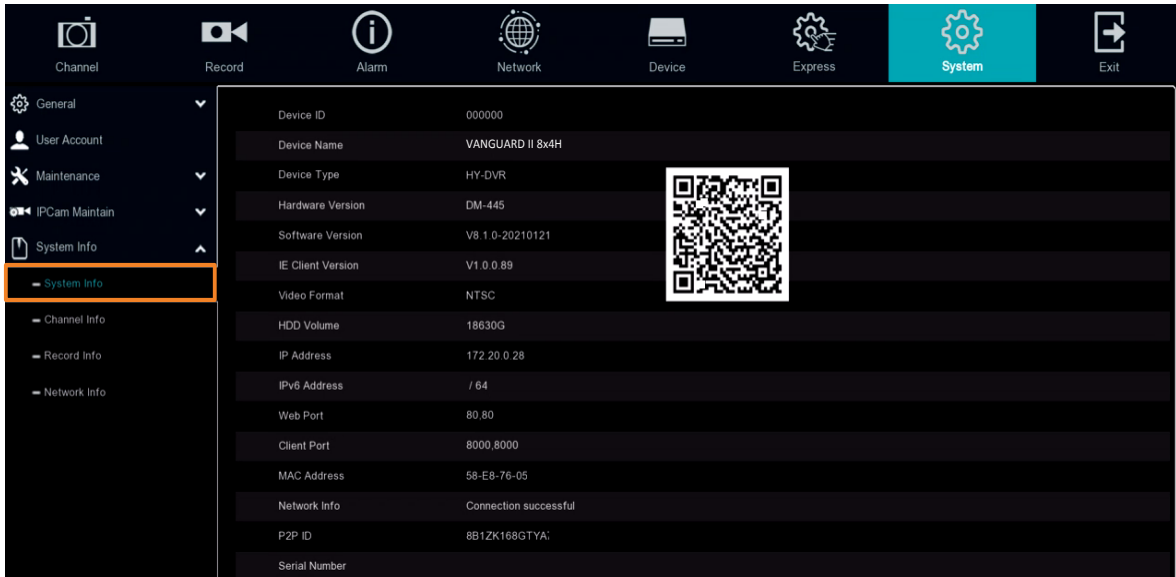 Channel Record Alarm Network Device Express System Exit
General
User Account
Maintenance
IPCam Maintain
System Info
System Info
Channel Info
Record Info
Network Info
Device ID 000000
Device Name VANGUARD II 8x4H
Device Type HY-DVR
Hardware Version DM-445
Software Version V8.1.0-20210121
IE Client Version V1.0.0.89
Video Format NTSC
HDD Volume 18630G
IP Address 172.20.0.28
IPv6 Address / 64
Web Port 80,80
Client Port 8000,8000
MAC Address 58-E8-76-05
Network Info Connection successful
P2P ID
Serial Number